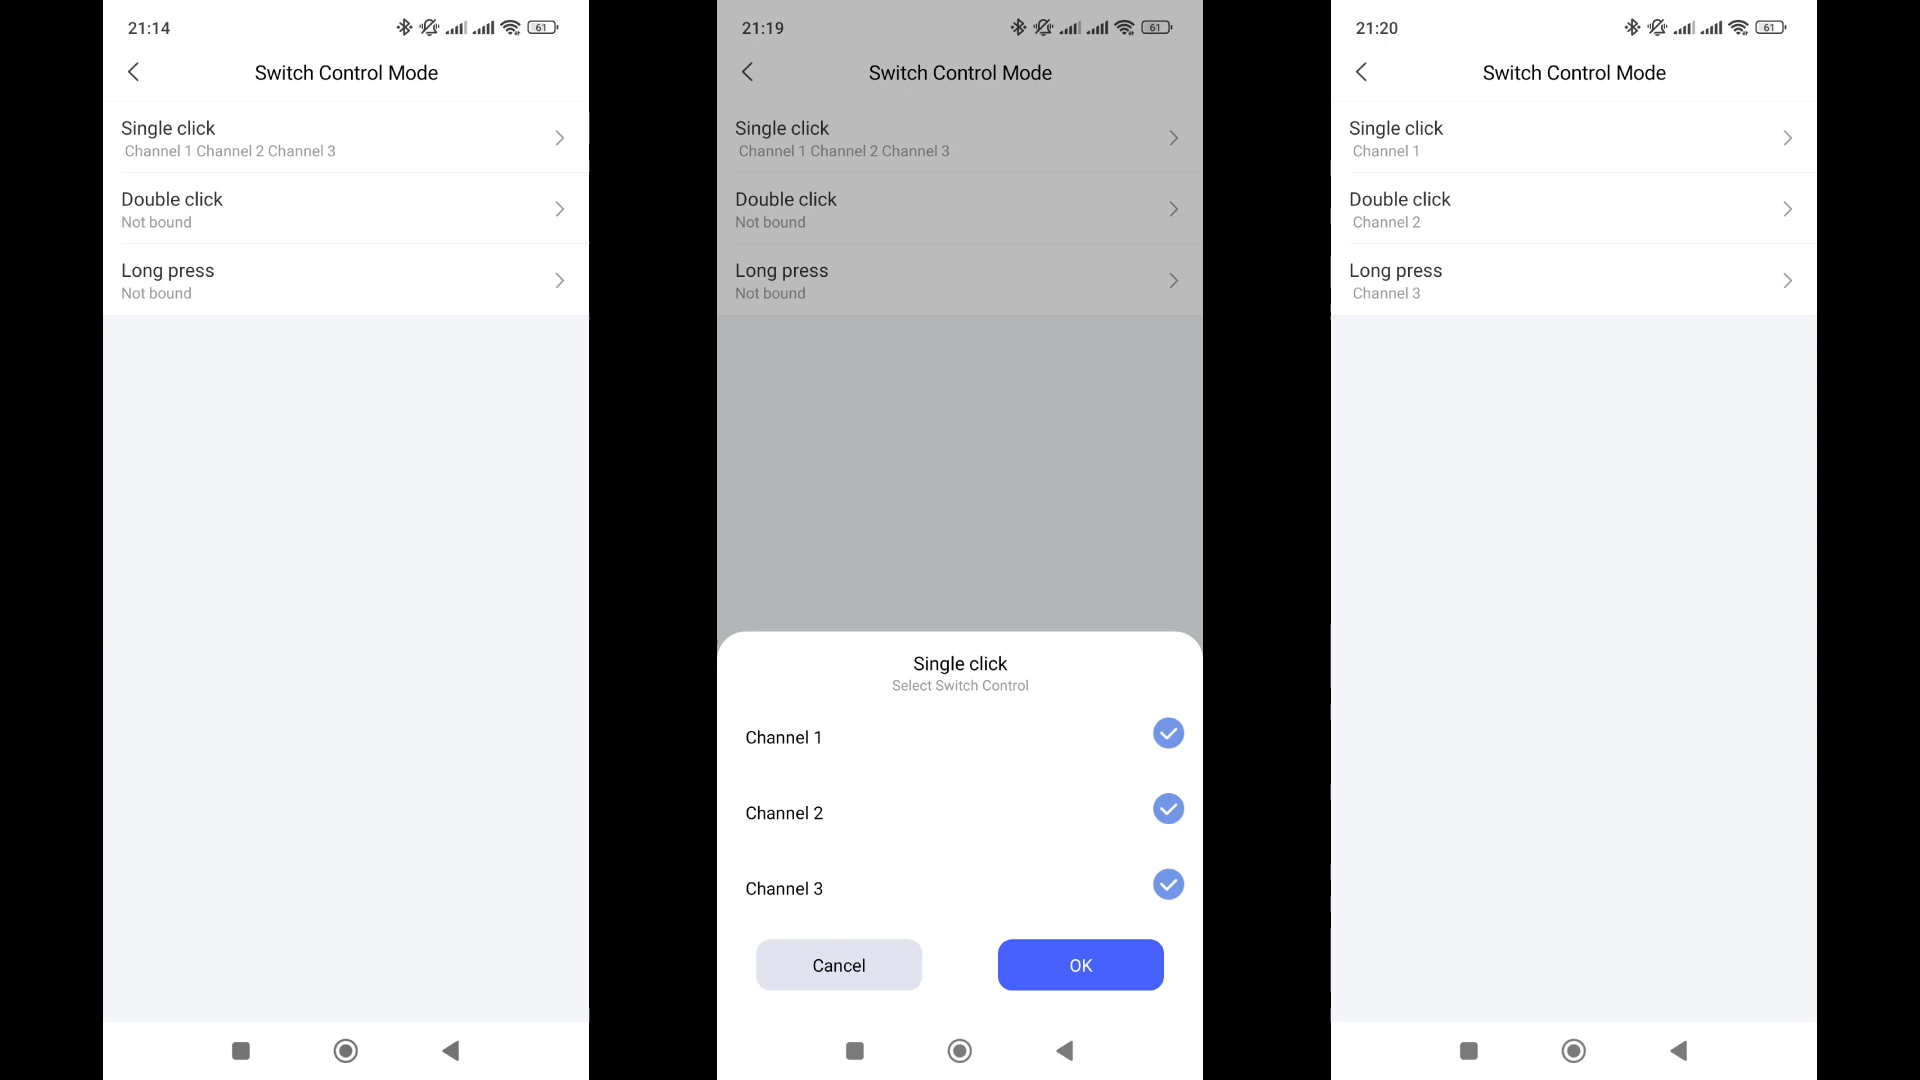 21:14
61
Switch Control Mode
Single click
Channel 1 Channel 2 Channel 3
Double click
Not bound
Long press
Not bound
21:19
61
Switch Control Mode
Single click
Channel 1 Channel 2 Channel 3
Double click
Not bound
Long press
Not bound
Single click
Select Switch Control
Channel 1
Channel 2
Channel 3
Cancel
OK
21:20
61
Switch Control Mode
Single click
Channel 1
Double click
Channel 2
Long press
Channel 3